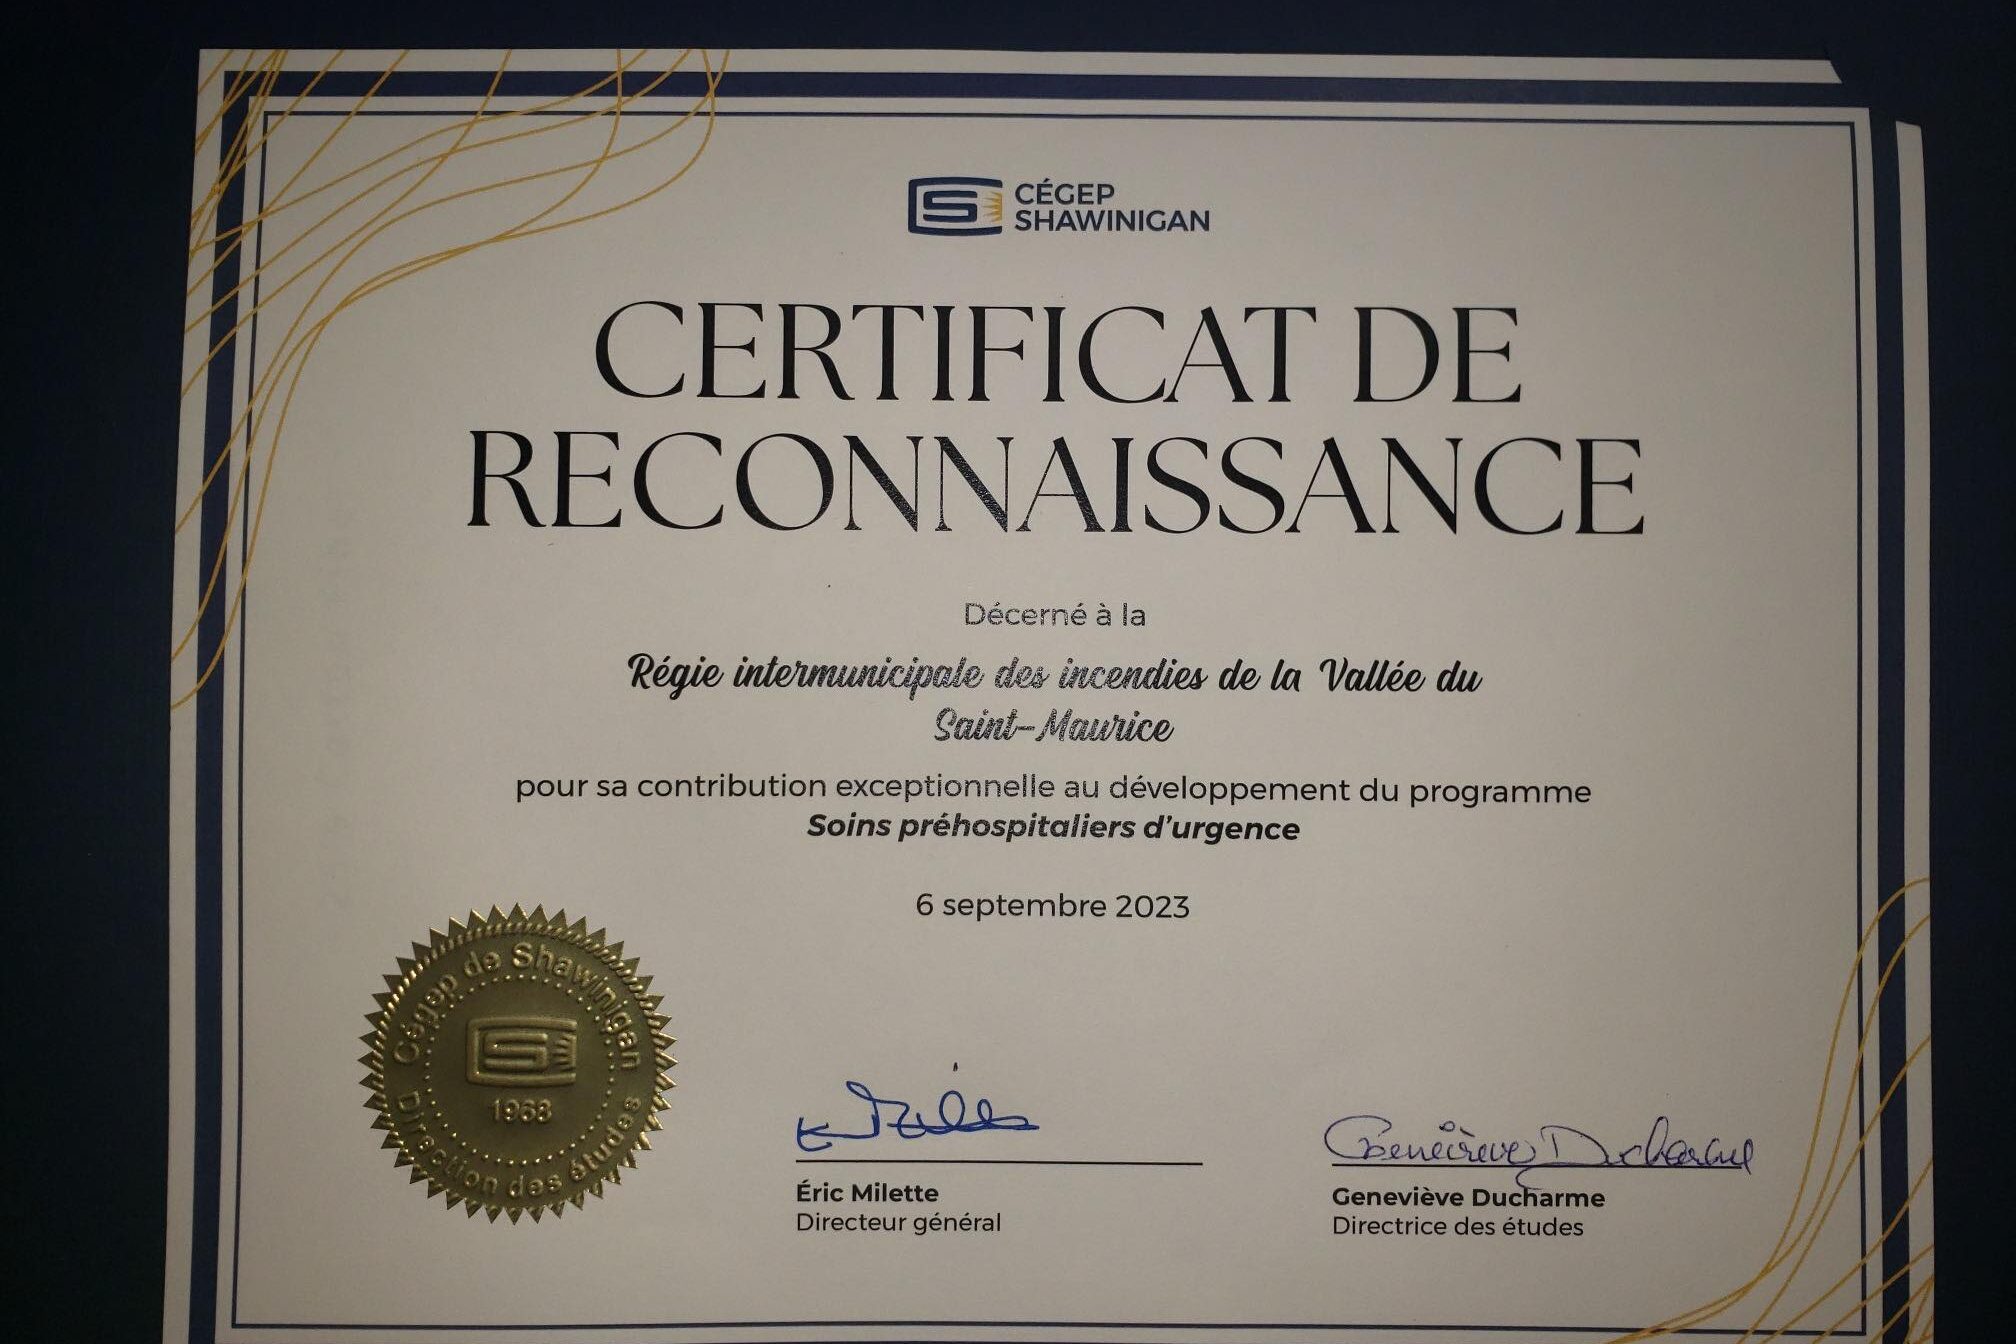 CÉGEP
SHAWINIGAN
CERTIFICAT DE
RECONNAISSANCE
Décerné à la
Régie intermunicipale des incendies de la Vallée du
Saint-Maurice
pour sa contribution exceptionnelle au développement du programme
Soins préhospitaliers d'urgence
6 septembre 2023
Cégep de Shawinigan
1968
Direction des études
Geneviève Ducharme
Éric Milette
Directeur général
Geneviève Ducharme
Directrice des études